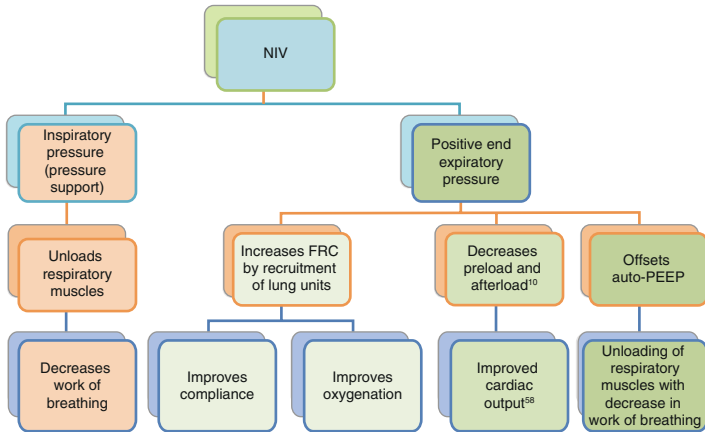 NIV
Inspiratory
pressure
(pressure
support)
Positive end
expiratory
pressure
Unloads
respiratory
muscles
Increases FRC
by recruitment
of lung units
Decreases
preload and
afterload¹⁰
Offsets
auto-PEEP
Decreases
work of
breathing
Improves
compliance
Improves
oxygenation
Improved
cardiac
output⁵⁸
Unloading of
respiratory
muscles with
decrease in
work of breathing